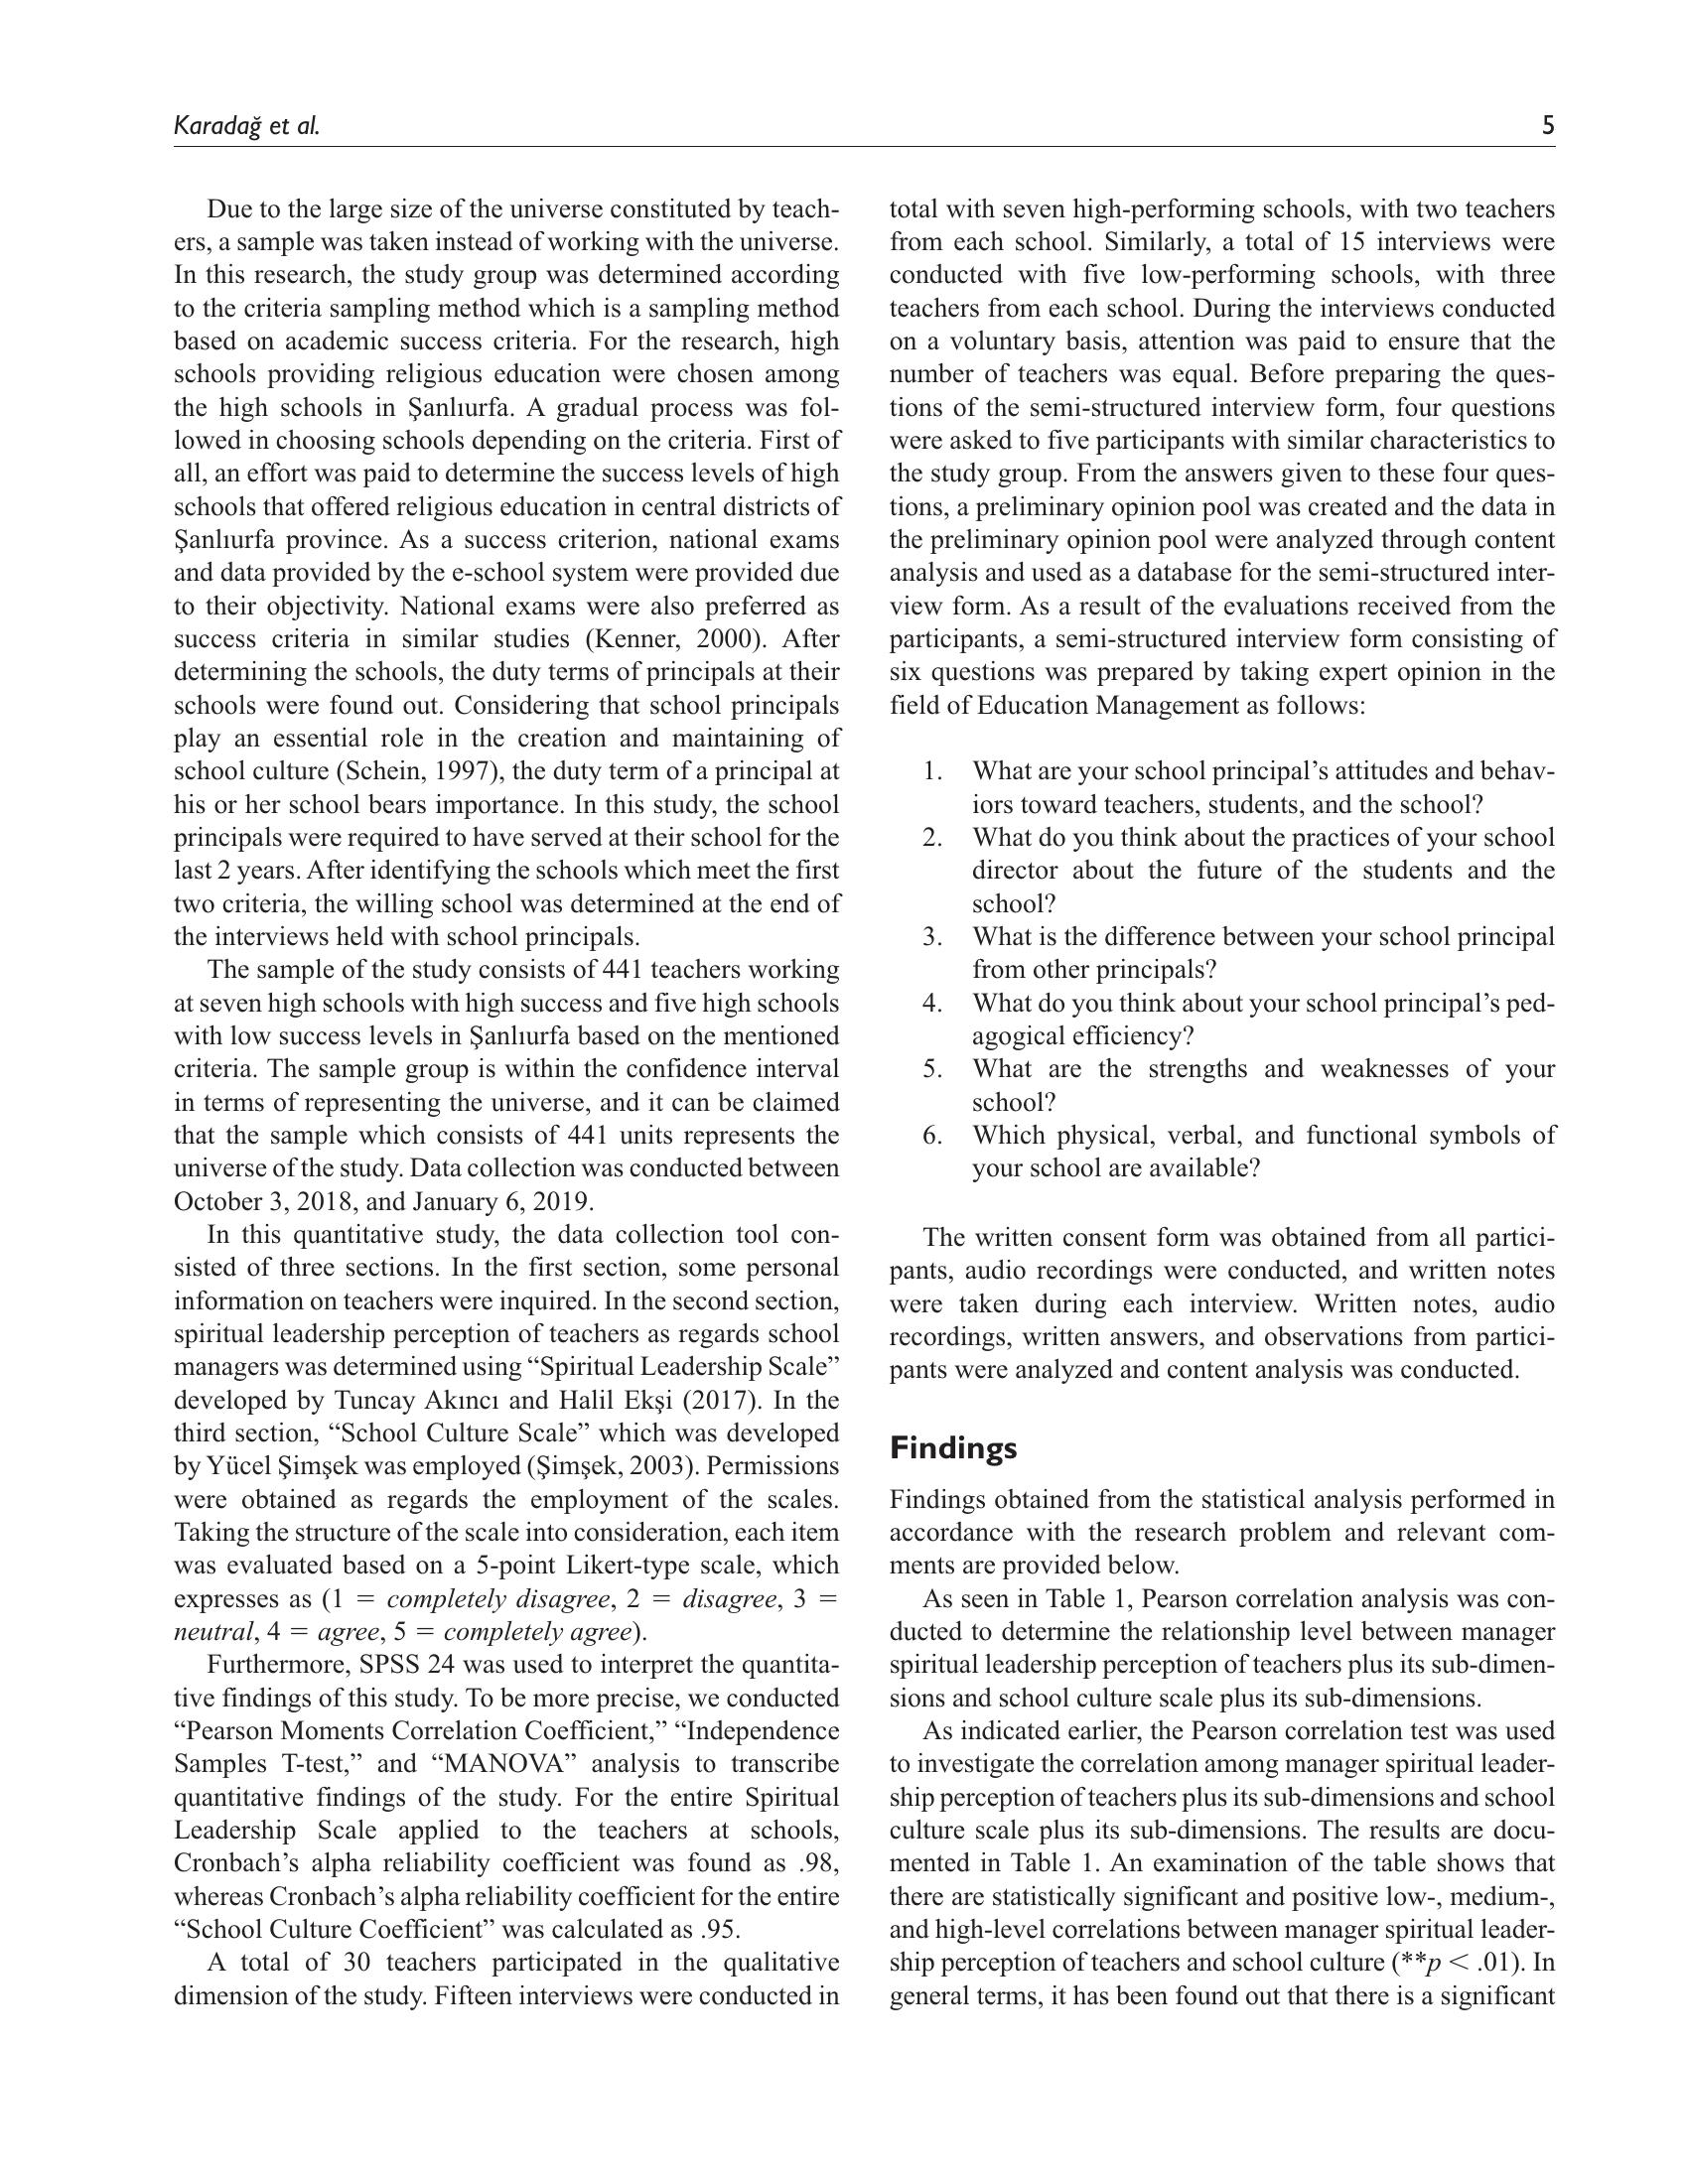 Karadağ et al.
5
Due to the large size of the universe constituted by teach-
ers, a sample was taken instead of working with the universe.
In this research, the study group was determined according
to the criteria sampling method which is a sampling method
based on academic success criteria. For the research, high
schools providing religious education were chosen among
the high schools in Şanlıurfa. A gradual process was fol-
lowed in choosing schools depending on the criteria. First of
all, an effort was paid to determine the success levels of high
schools that offered religious education in central districts of
Şanlıurfa province. As a success criterion, national exams
and data provided by the e-school system were provided due
to their objectivity. National exams were also preferred as
success criteria in similar studies (Kenner, 2000). After
determining the schools, the duty terms of principals at their
schools were found out. Considering that school principals
play an essential role in the creation and maintaining of
school culture (Schein, 1997), the duty term of a principal at
his or her school bears importance. In this study, the school
principals were required to have served at their school for the
last 2 years. After identifying the schools which meet the first
two criteria, the willing school was determined at the end of
the interviews held with school principals.
The sample of the study consists of 441 teachers working
at seven high schools with high success and five high schools
with low success levels in Şanlıurfa based on the mentioned
criteria. The sample group is within the confidence interval
in terms of representing the universe, and it can be claimed
that the sample which consists of 441 units represents the
universe of the study. Data collection was conducted between
October 3, 2018, and January 6, 2019.
In this quantitative study, the data collection tool con-
sisted of three sections. In the first section, some personal
information on teachers were inquired. In the second section,
spiritual leadership perception of teachers as regards school
managers was determined using “Spiritual Leadership Scale”
developed by Tuncay Akıncı and Halil Ekşi (2017). In the
third section, “School Culture Scale” which was developed
by Yücel Şimşek was employed (Şimşek, 2003). Permissions
were obtained as regards the employment of the scales.
Taking the structure of the scale into consideration, each item
was evaluated based on a 5-point Likert-type scale, which
expresses as (1 = completely disagree, 2 = disagree, 3 =
neutral, 4 = agree, 5 = completely agree).
Furthermore, SPSS 24 was used to interpret the quantita-
tive findings of this study. To be more precise, we conducted
“Pearson Moments Correlation Coefficient,” “Independence
Samples T-test,” and “MANOVA” analysis to transcribe
quantitative findings of the study. For the entire Spiritual
Leadership Scale applied to the teachers at schools,
Cronbach’s alpha reliability coefficient was found as .98,
whereas Cronbach’s alpha reliability coefficient for the entire
“School Culture Coefficient” was calculated as .95.
A total of 30 teachers participated in the qualitative
dimension of the study. Fifteen interviews were conducted in
total with seven high-performing schools, with two teachers
from each school. Similarly, a total of 15 interviews were
conducted with five low-performing schools, with three
teachers from each school. During the interviews conducted
on a voluntary basis, attention was paid to ensure that the
number of teachers was equal. Before preparing the ques-
tions of the semi-structured interview form, four questions
were asked to five participants with similar characteristics to
the study group. From the answers given to these four ques-
tions, a preliminary opinion pool was created and the data in
the preliminary opinion pool were analyzed through content
analysis and used as a database for the semi-structured inter-
view form. As a result of the evaluations received from the
participants, a semi-structured interview form consisting of
six questions was prepared by taking expert opinion in the
field of Education Management as follows:
1. What are your school principal’s attitudes and behav-
iors toward teachers, students, and the school?
2. What do you think about the practices of your school
director about the future of the students and the
school?
3. What is the difference between your school principal
from other principals?
4. What do you think about your school principal’s ped-
agogical efficiency?
5. What are the strengths and weaknesses of your
school?
6. Which physical, verbal, and functional symbols of
your school are available?
The written consent form was obtained from all partici-
pants, audio recordings were conducted, and written notes
were taken during each interview. Written notes, audio
recordings, written answers, and observations from partici-
pants were analyzed and content analysis was conducted.
Findings
Findings obtained from the statistical analysis performed in
accordance with the research problem and relevant com-
ments are provided below.
As seen in Table 1, Pearson correlation analysis was con-
ducted to determine the relationship level between manager
spiritual leadership perception of teachers plus its sub-dimen-
sions and school culture scale plus its sub-dimensions.
As indicated earlier, the Pearson correlation test was used
to investigate the correlation among manager spiritual leader-
ship perception of teachers plus its sub-dimensions and school
culture scale plus its sub-dimensions. The results are docu-
mented in Table 1. An examination of the table shows that
there are statistically significant and positive low-, medium-,
and high-level correlations between manager spiritual leader-
ship perception of teachers and school culture (**p < .01). In
general terms, it has been found out that there is a significant